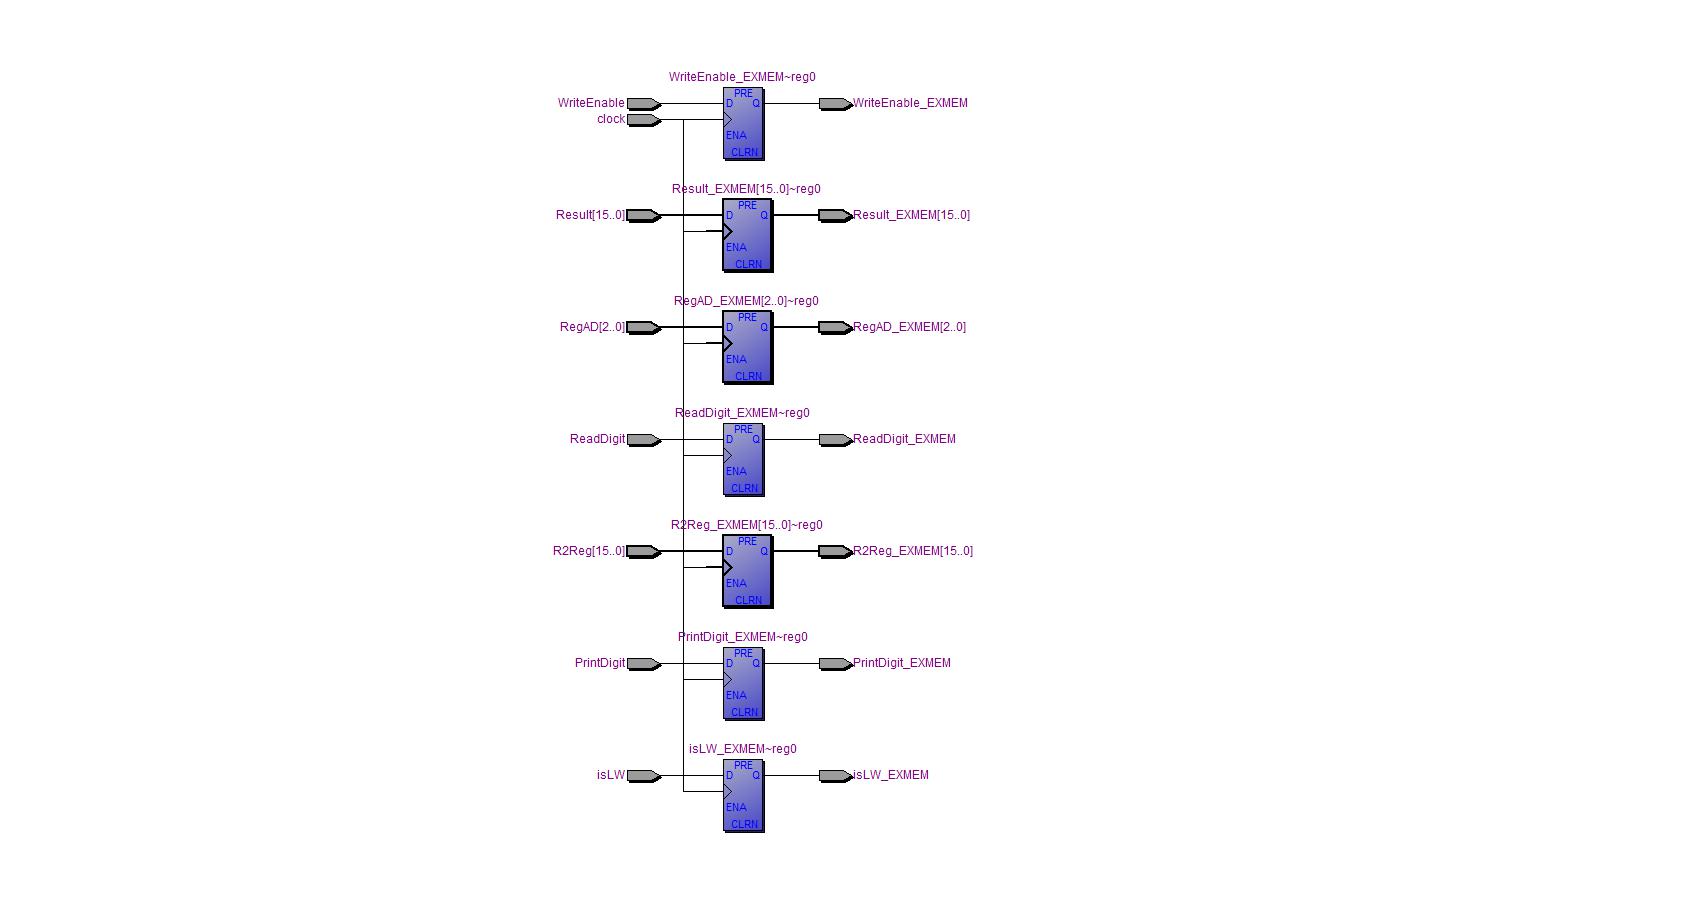 WriteEnable_EXMEM~reg0
PRE
WriteEnable D Q WriteEnable_EXMEM
clock
ENA
CLRN
Result_EXMEM[15..0]~reg0
PRE
Result[15..0] D Q Result_EXMEM[15..0]
ENA
CLRN
RegAD_EXMEM[2..0]~reg0
PRE
RegAD[2..0] D Q RegAD_EXMEM[2..0]
ENA
CLRN
ReadDigit_EXMEM~reg0
PRE
ReadDigit D Q ReadDigit_EXMEM
ENA
CLRN
R2Reg_EXMEM[15..0]~reg0
PRE
R2Reg[15..0] D Q R2Reg_EXMEM[15..0]
ENA
CLRN
PrintDigit_EXMEM~reg0
PRE
PrintDigit D Q PrintDigit_EXMEM
ENA
CLRN
isLW_EXMEM~reg0
PRE
isLW D Q isLW_EXMEM
ENA
CLRN